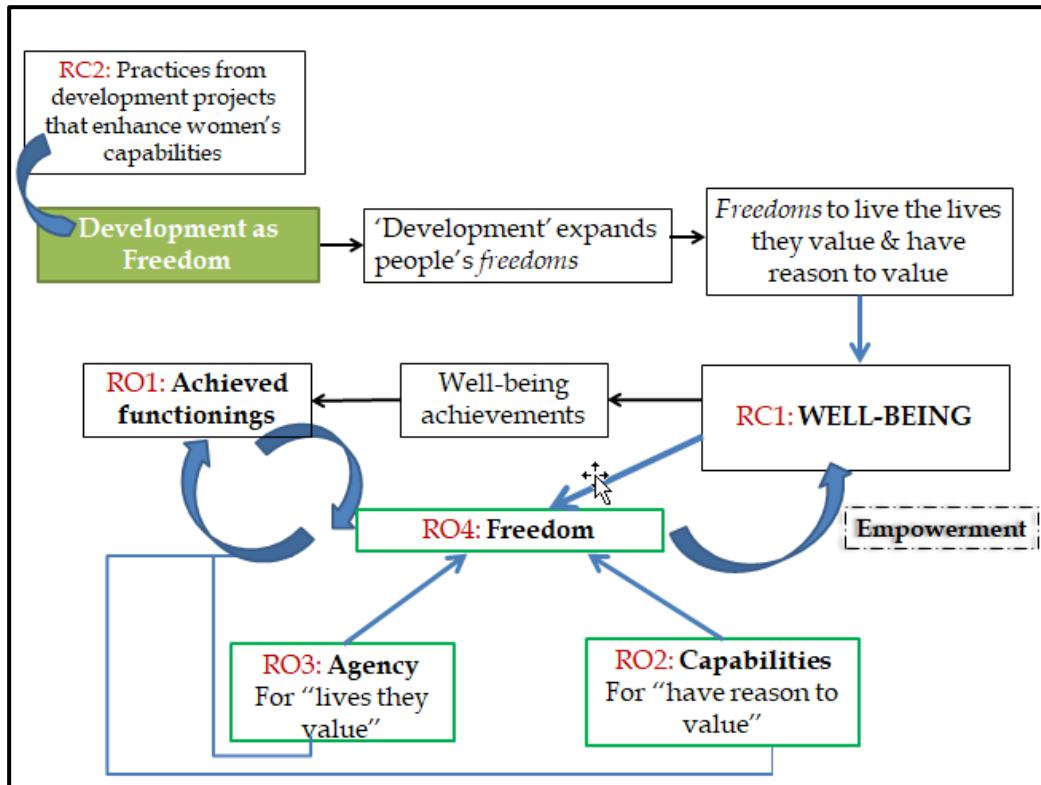 RC2: Practices from
development projects
that enhance women’s
capabilities
Development as
Freedom
‘Development’ expands
people’s freedoms
Freedoms to live the lives
they value & have
reason to value
RO1: Achieved
functionings
Well-being
achievements
RC1: WELL-BEING
RO4: Freedom
Empowerment
RO3: Agency
For “lives they
value”
RO2: Capabilities
For “have reason to
value”